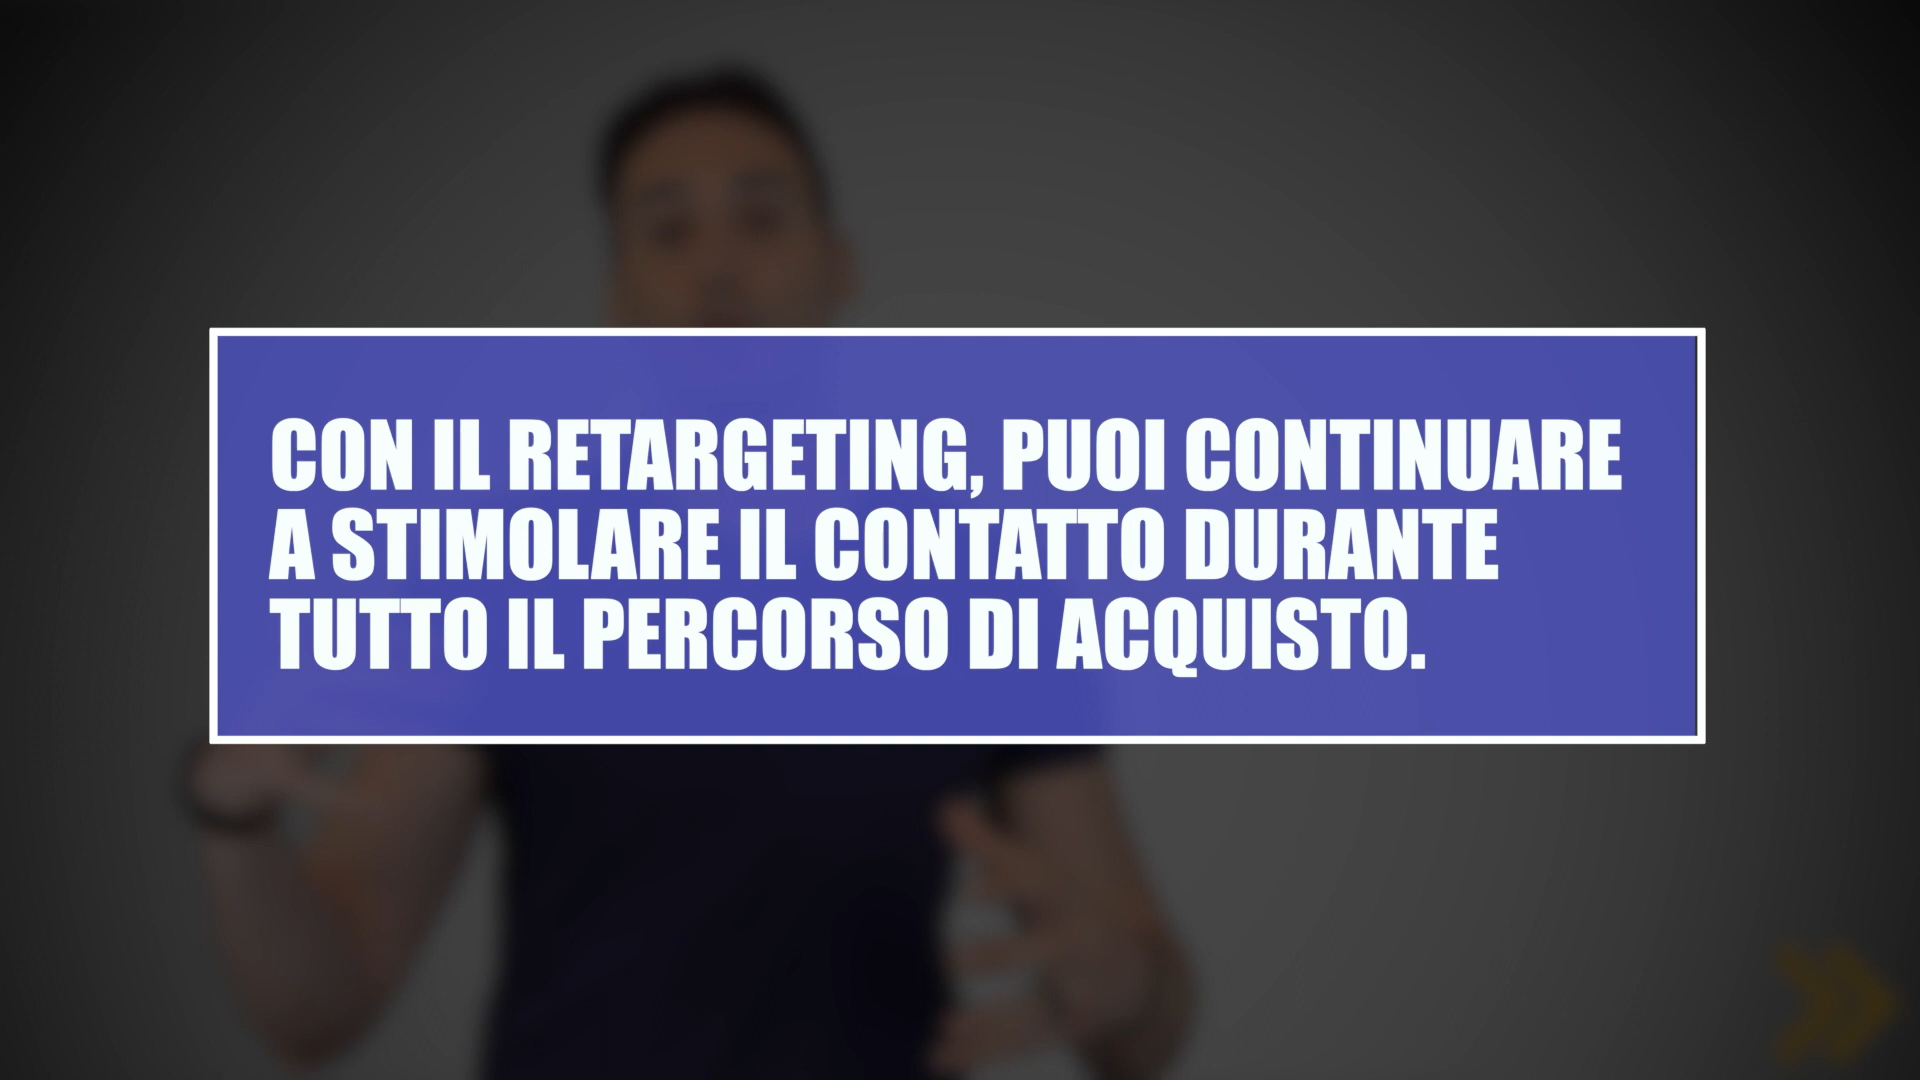 CON IL RETARGETING, PUOI CONTINUARE
A STIMOLARE IL CONTATTO DURANTE
TUTTO IL PERCORSO DI ACQUISTO.